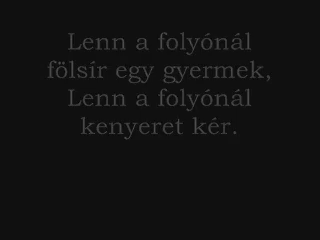 Lenn a folyónál
fölsír egy gyermek,
Lenn a folyónál
kenyeret kér.